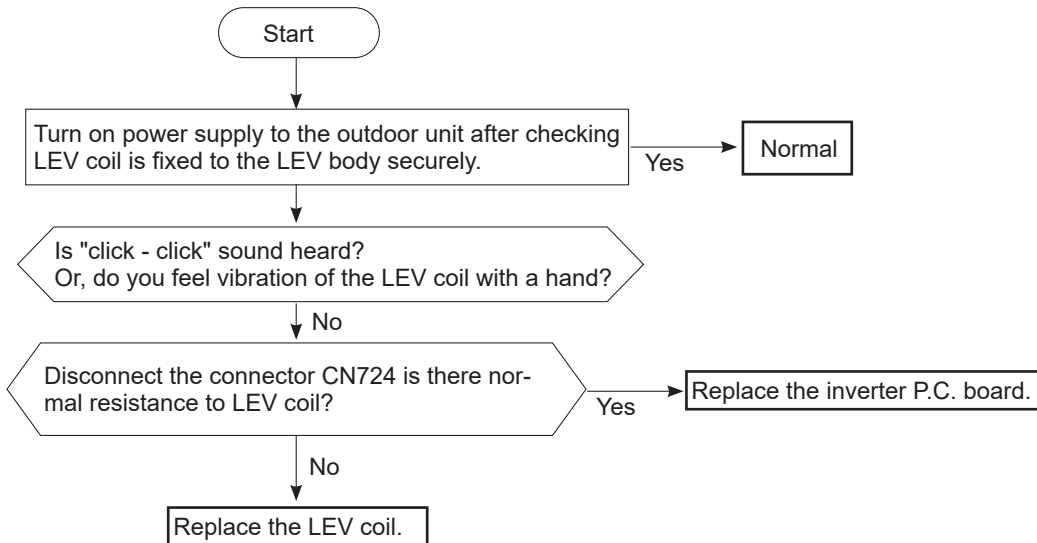 Start
Turn on power supply to the outdoor unit after checking
LEV coil is fixed to the LEV body securely.
Yes
Normal
Is "click - click" sound heard?
Or, do you feel vibration of the LEV coil with a hand?
No
Disconnect the connector CN724 is there nor-
mal resistance to LEV coil?
Yes
Replace the inverter P.C. board.
No
Replace the LEV coil.